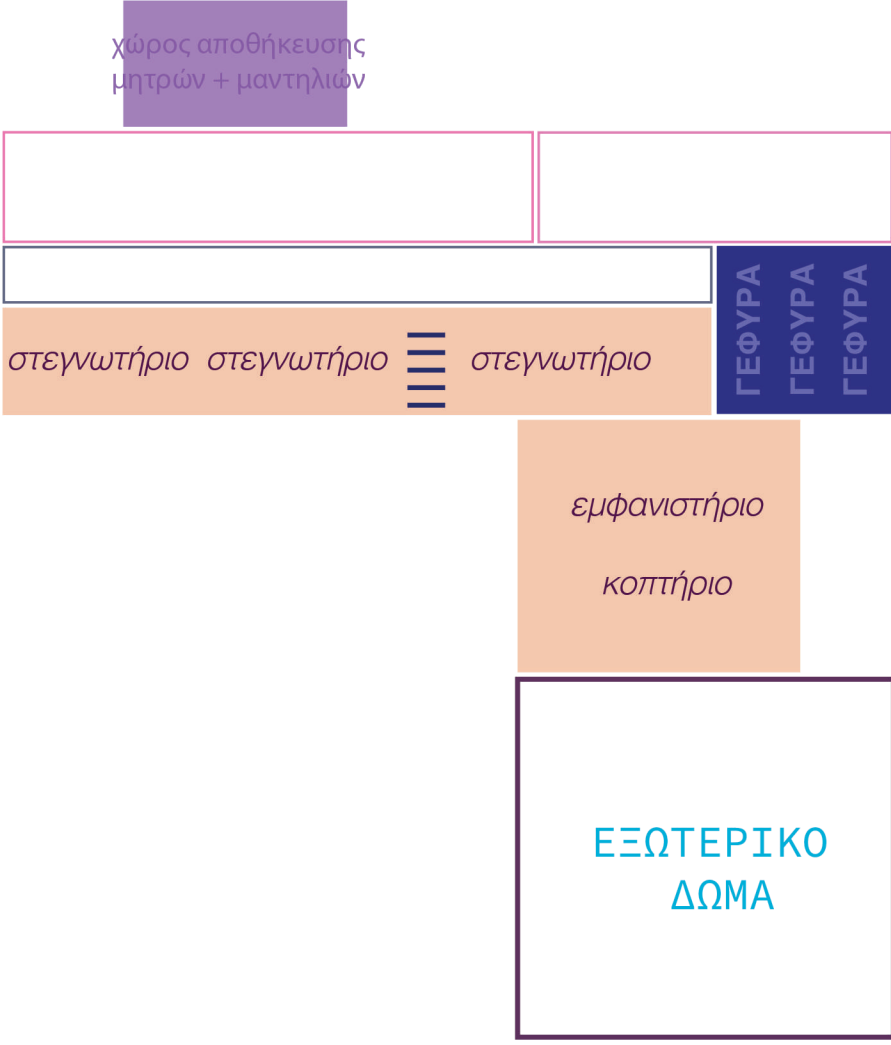 χώρος αποθήκευσης
μητρών + μαντηλιών
ΓΕΦΥΡΑ
ΓΕΦΥΡΑ
ΓΕΦΥΡΑ
στεγνωτήριο στεγνωτήριο στεγνωτήριο
εμφανιστήριο
κοπτήριο
ΕΞΩΤΕΡΙΚΟ
ΔΩΜΑ